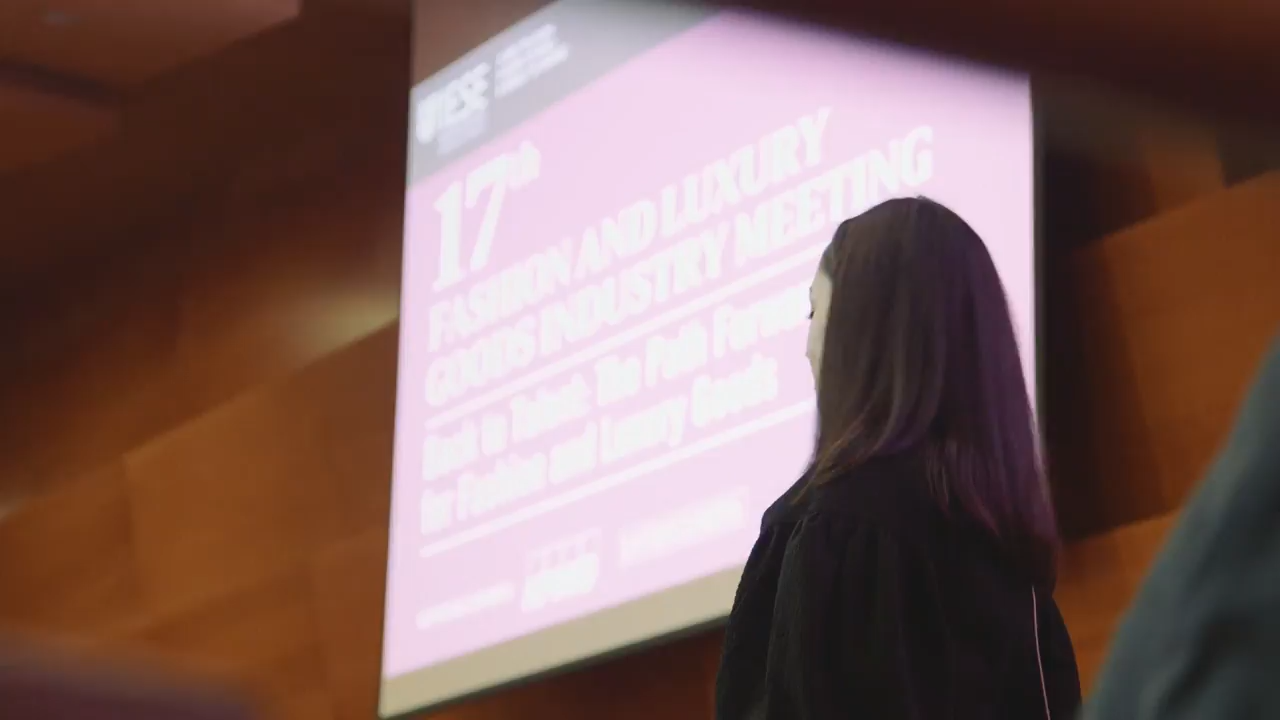 IESE
17th
FASHION AND LUXURY
GOODS INDUSTRY MEETING
Back to Talent: The Path Forward
for Fashion and Luxury Goods